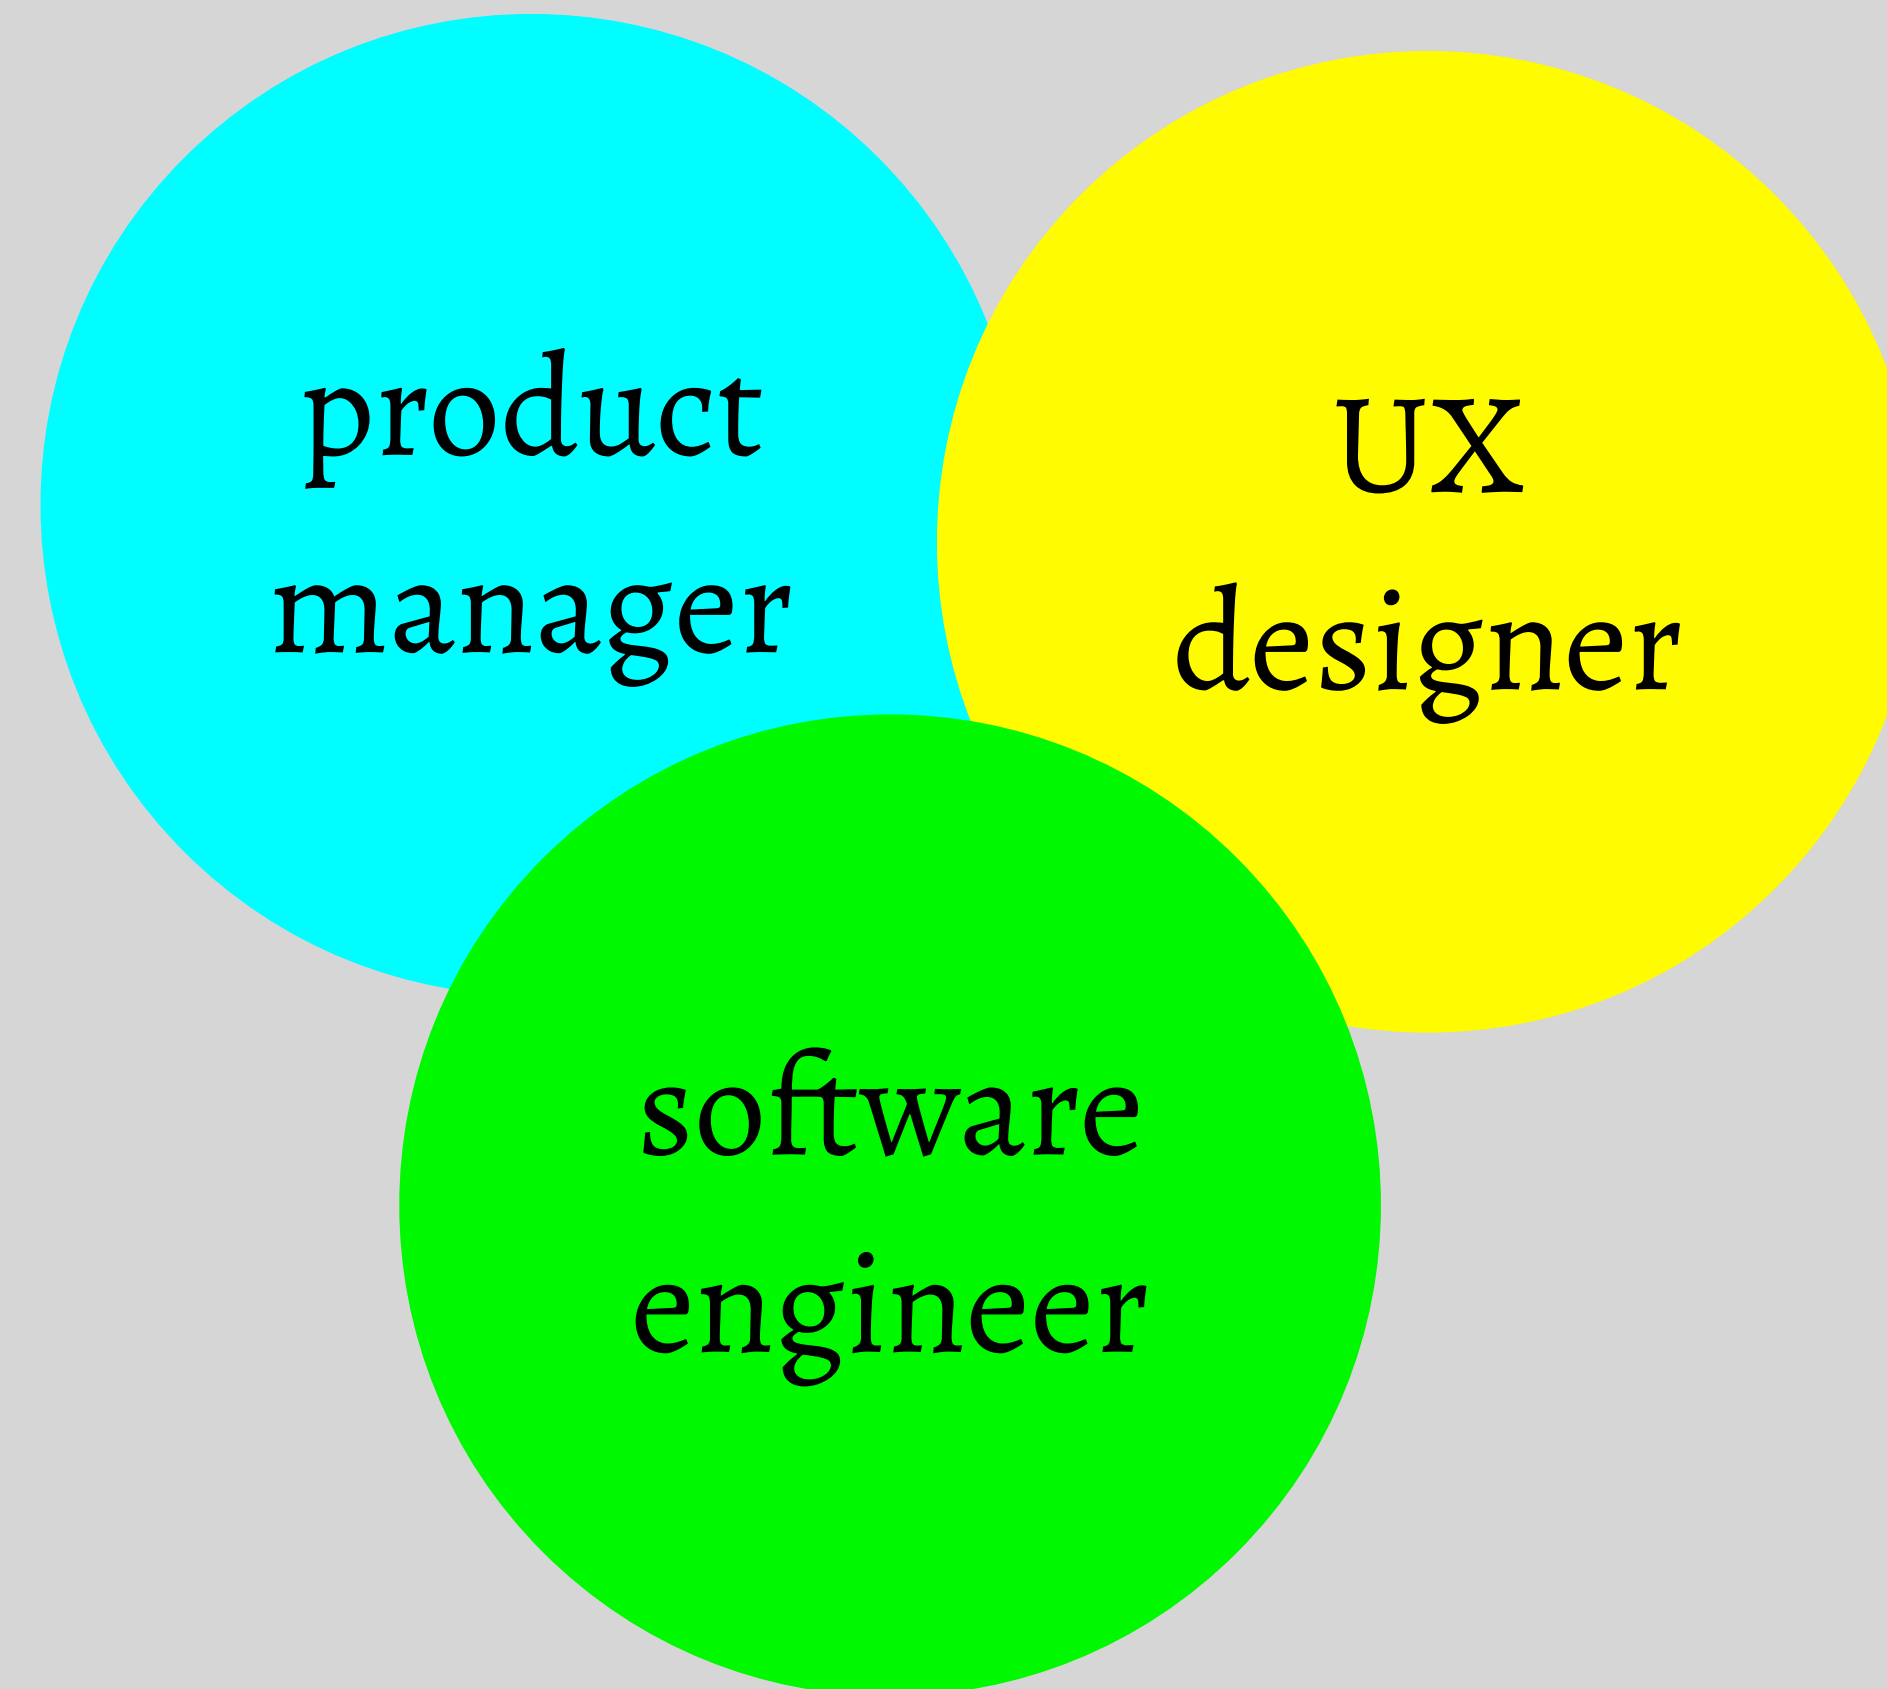 product
manager
UX
designer
software
engineer